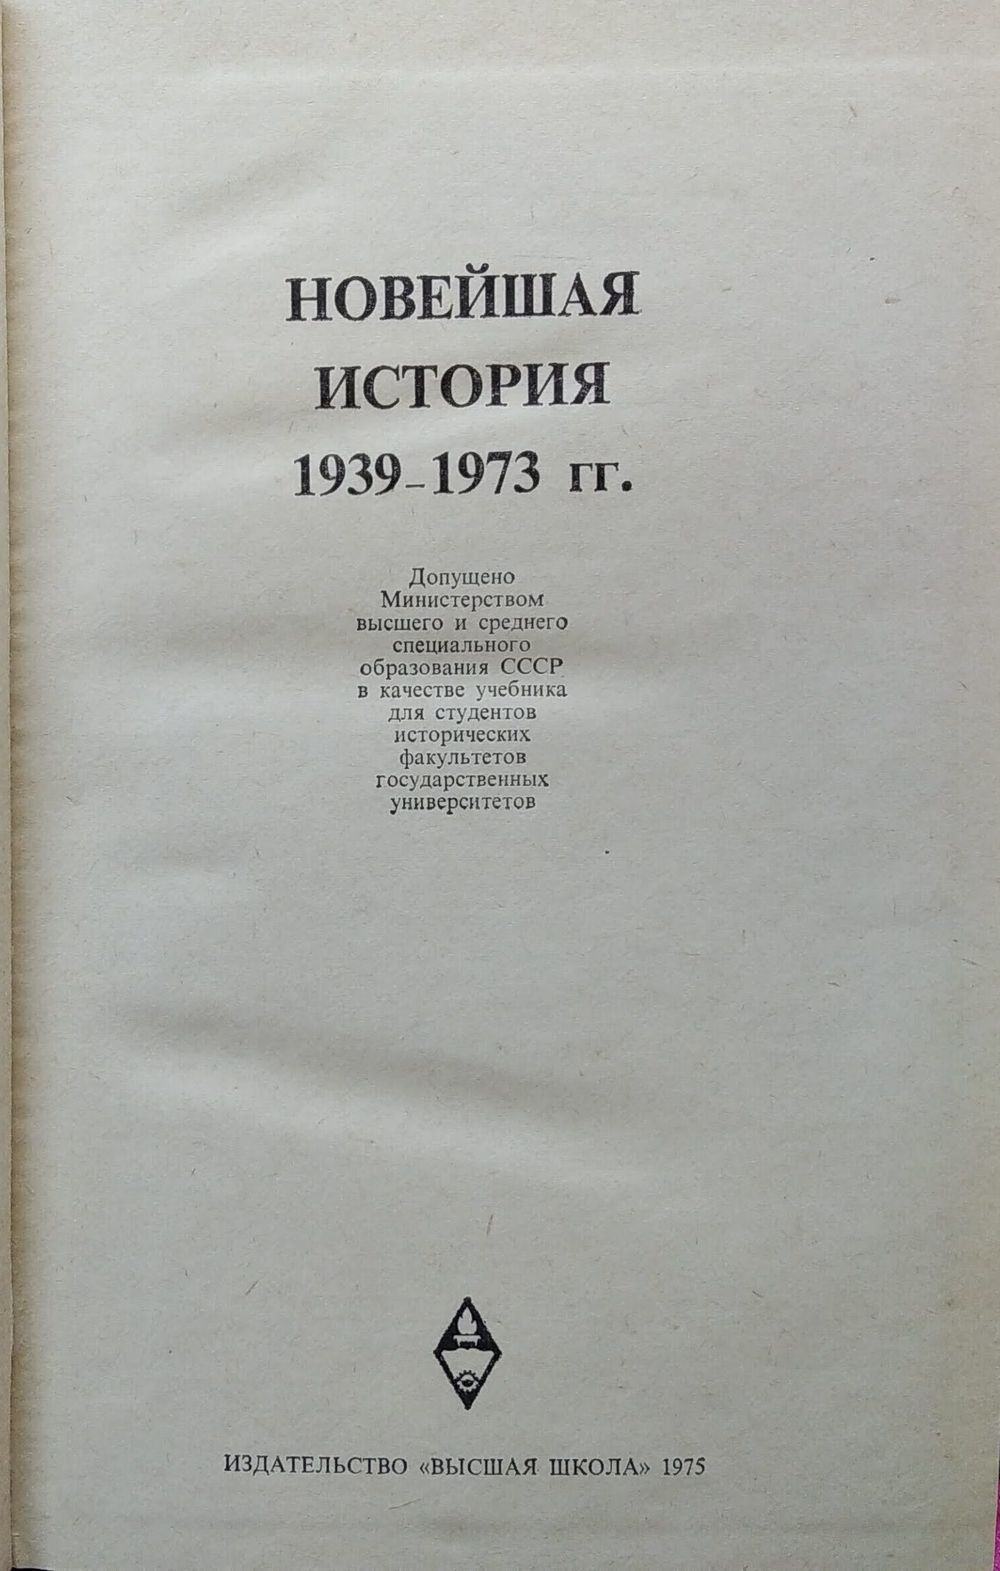 НОВЕЙШАЯ
ИСТОРИЯ
1939–1973 гг.
Допущено
Министерством
высшего и среднего
специального
образования СССР
в качестве учебника
для студентов
исторических
факультетов
государственных
университетов
ИЗДАТЕЛЬСТВО «ВЫСШАЯ ШКОЛА» 1975